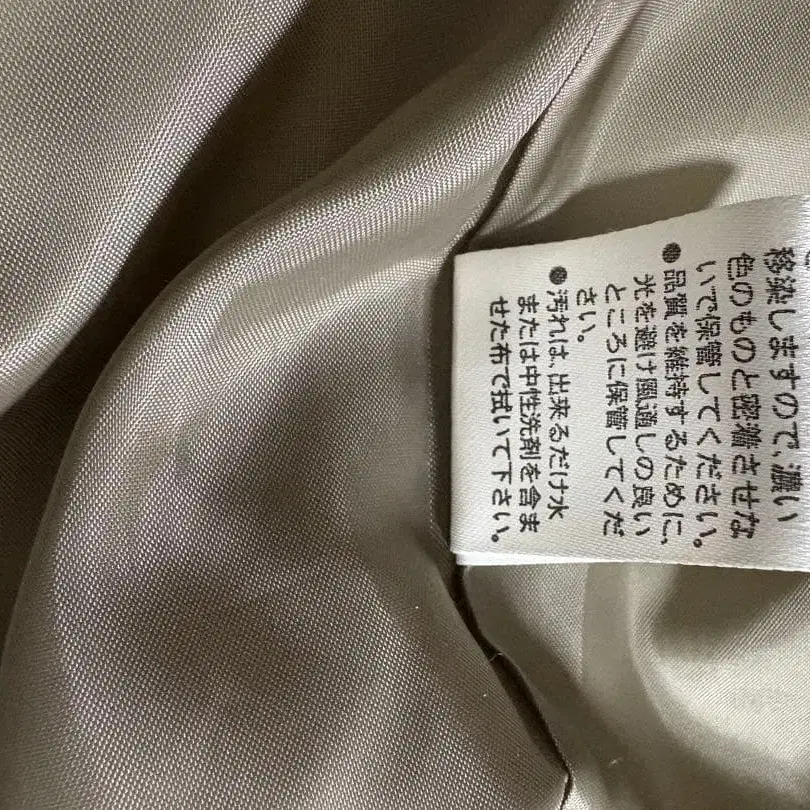 移染しますので、濃い
色のものと密着させな
いで保管してください。
●品質を維持するために、
光を避け風通しの良い
ところに保管してくだ
さい。
●汚れは、出来るだけ水
または中性洗剤を含ま
せた布で拭いて下さい。